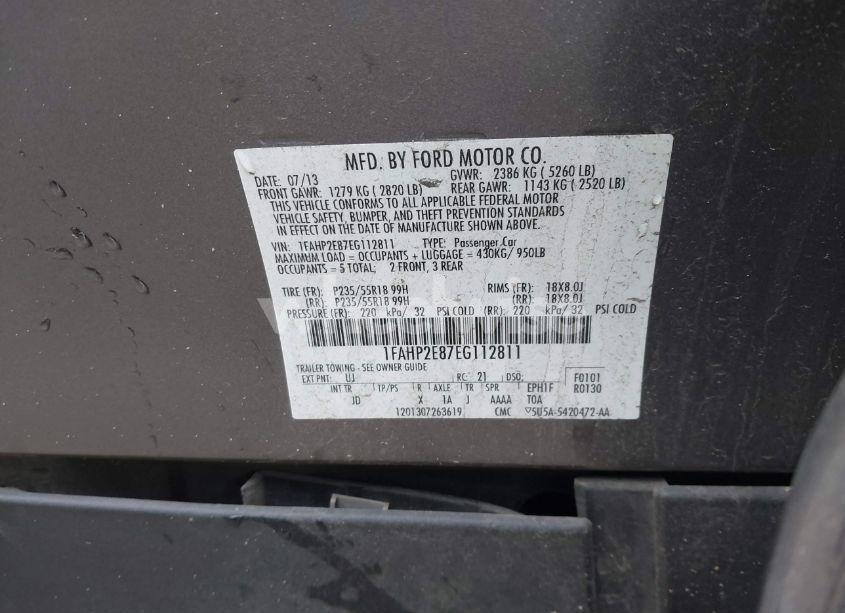 MFD. BY FORD MOTOR CO.
DATE: 07/13 GVWR: 2386 KG ( 5260 LB)
FRONT GAWR: 1279 KG ( 2820 LB) REAR GAWR: 1143 KG ( 2520 LB)
THIS VEHICLE CONFORMS TO ALL APPLICABLE FEDERAL MOTOR
VEHICLE SAFETY, BUMPER, AND THEFT PREVENTION STANDARDS
IN EFFECT ON THE DATE OF MANUFACTURE SHOWN ABOVE.
VIN: 1FAHP2E87EG112811 TYPE: Passenger Car
MAXIMUM LOAD = OCCUPANTS + LUGGAGE = 430KG/ 950LB
OCCUPANTS = 5 TOTAL; 2 FRONT, 3 REAR
TIRE (FR): P235/55R18 99H RIMS (FR): 18X8.0J
(RR): P235/55R18 99H (RR): 18X8.0J
PRESSURE (FR): 220 kPa/ 32 PSI COLD (RR): 220 kPa/ 32 PSI COLD
1FAHP2E87EG112811
TRAILER TOWING - SEE OWNER GUIDE
EXT PNT: UJ RC: 21 DSO: F0101
INT TR TP/PS R AXLE TR SPR EPH1F R0130
JD X 1A J AAAA T0A
1201307263619 CMC 5U5A-5420472-AA